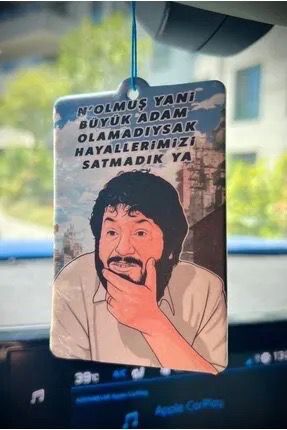 N'OLMUŞ YANİ
BÜYÜK ADAM
OLAMADIYSAK
HAYALLERİMİZİ
SATMADIK YA
39°C
Apple CarPlay